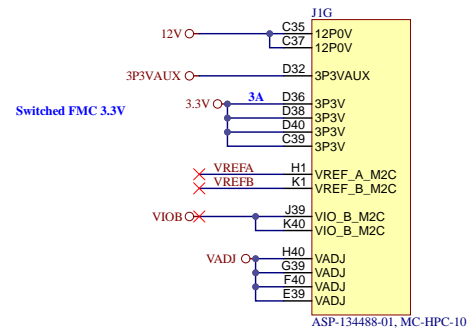 J1G
12V C35 12P0V
C37 12P0V
3P3VAUX D32 3P3VAUX
Switched FMC 3.3V
3.3V 3A D36 3P3V
D38 3P3V
D40 3P3V
C39 3P3V
VREFA H1 VREF_A_M2C
VREFB K1 VREF_B_M2C
VIOB J39 VIO_B_M2C
K40 VIO_B_M2C
VADJ H40 VADJ
G39 VADJ
F40 VADJ
E39 VADJ
ASP-134488-01, MC-HPC-10